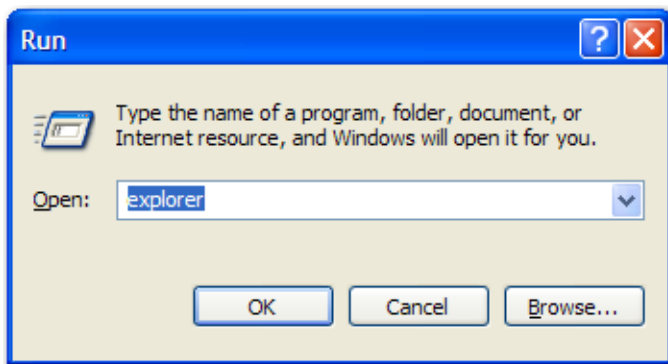 Run
Type the name of a program, folder, document, or
Internet resource, and Windows will open it for you.
Open: explorer
OK Cancel Browse...